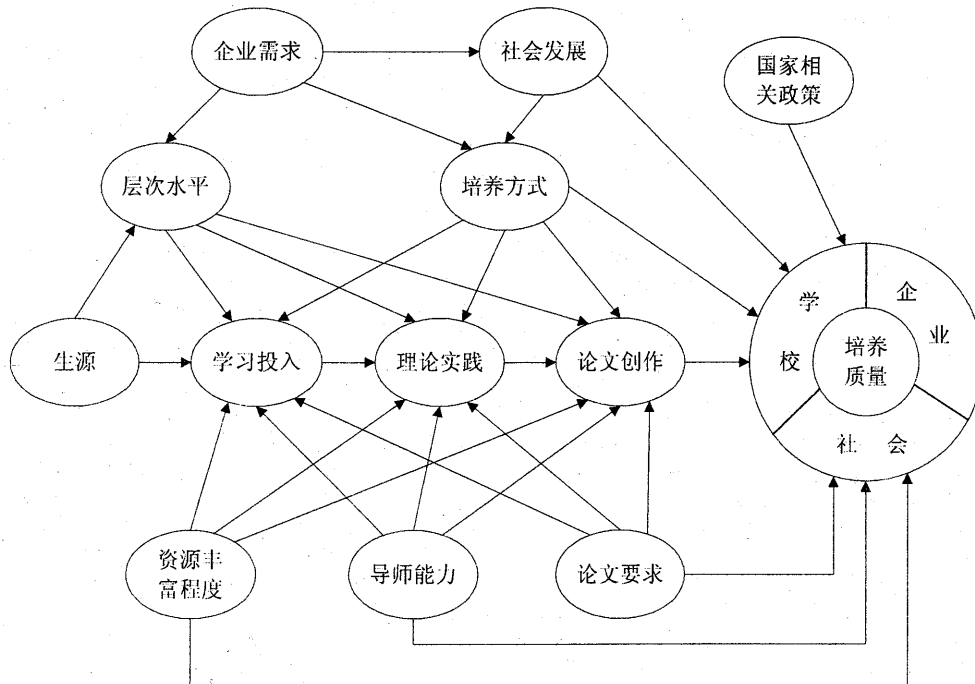 企业需求
社会发展
国家相
关政策
层次水平
培养方式
学
校
企
业
社 会
培养
质量
生源
学习投入
理论实践
论文创作
资源丰
富程度
导师能力
论文要求